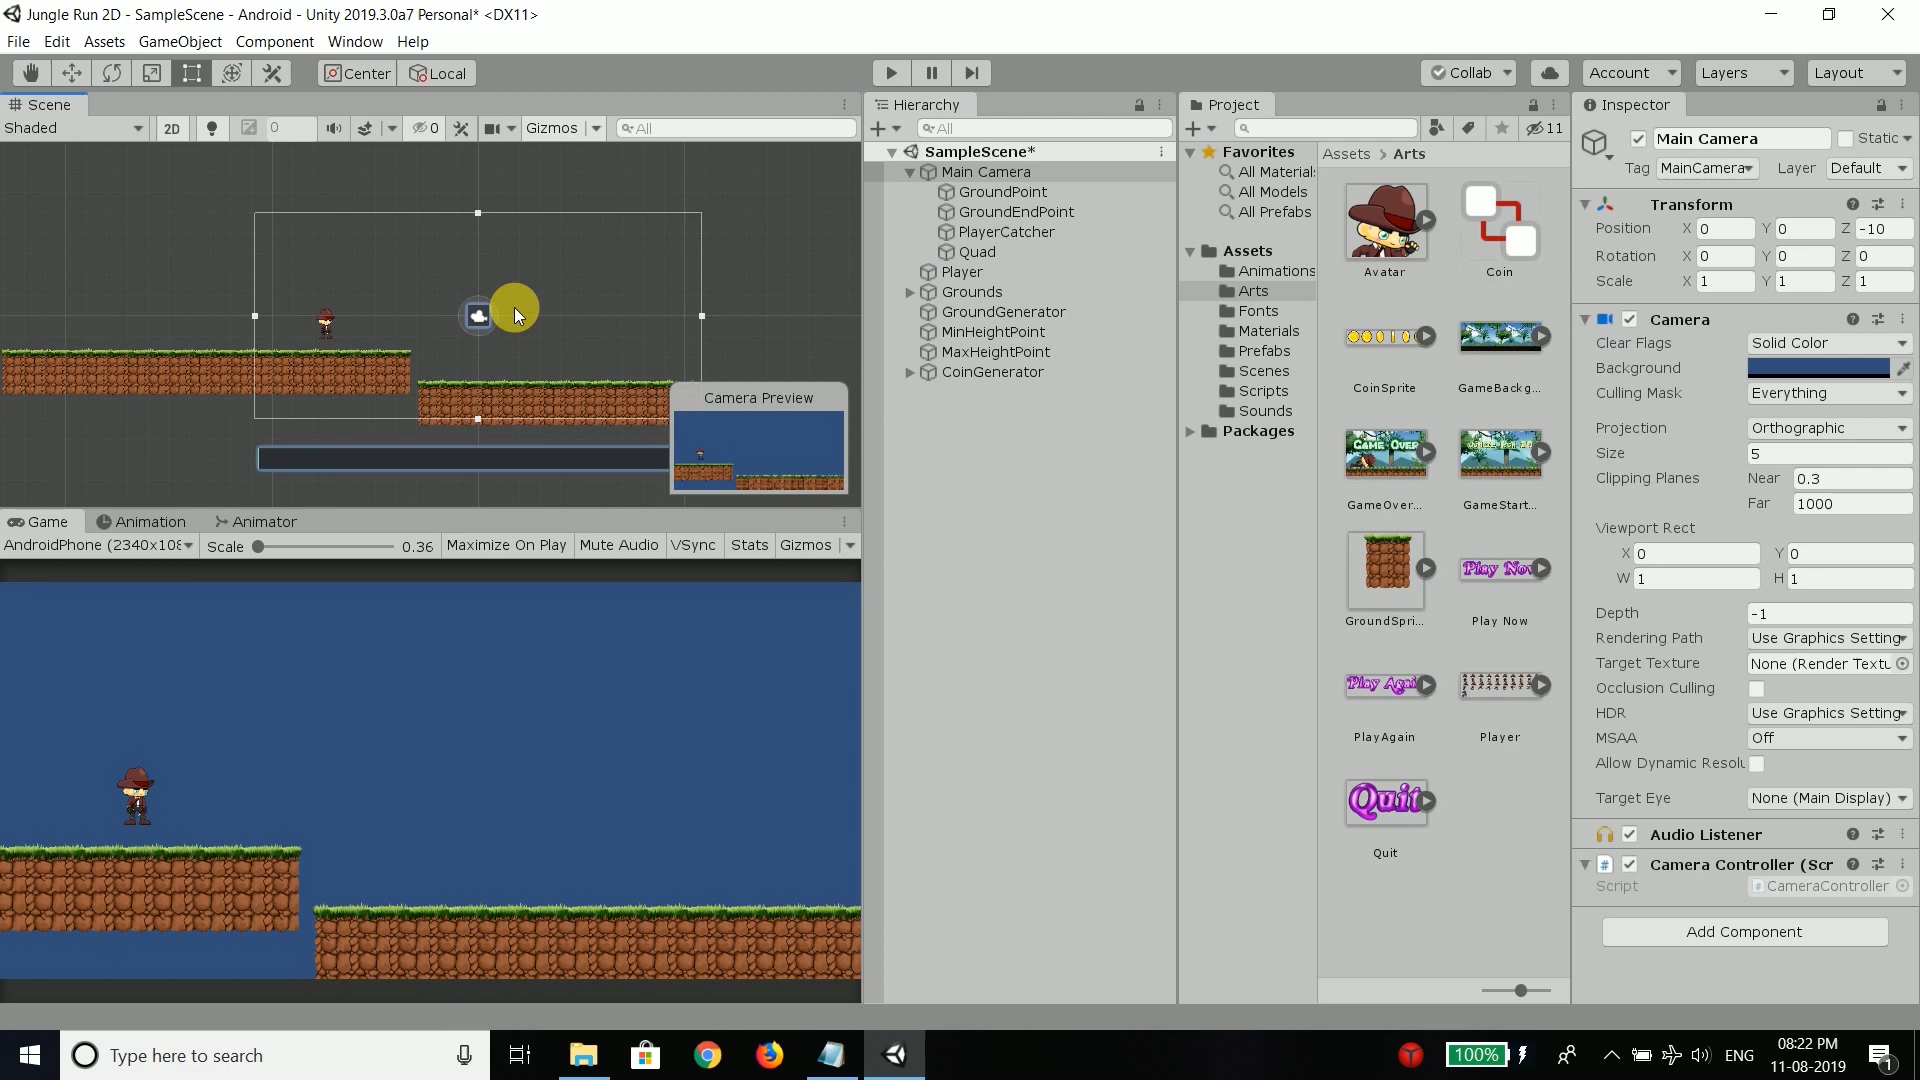 Jungle Run 2D - SampleScene - Android - Unity 2019.3.0a7 Personal* <DX11>
File Edit Assets GameObject Component Window Help
Center Local
Collab Account Layers Layout
Scene
Shaded 2D 0 0 Gizmos All
Camera Preview
Game Animation Animator
AndroidPhone (2340x108 Scale 0.36 Maximize On Play Mute Audio VSync Stats Gizmos
Hierarchy
All
SampleScene*
Main Camera
GroundPoint
GroundEndPoint
PlayerCatcher
Quad
Player
Grounds
GroundGenerator
MinHeightPoint
MaxHeightPoint
CoinGenerator
Project
11
Favorites
All Material
All Models
All Prefabs
Assets
Animations
Arts
Fonts
Materials
Prefabs
Scenes
Scripts
Sounds
Packages
Assets > Arts
Avatar Coin
CoinSprite GameBackg...
GAME OVER
GameOver... GameStart...
Play Now
GroundSpri... Play Now
Play Agai
PlayAgain Player
Quit
Quit
Inspector
Main Camera Static
Tag MainCamera Layer Default
Transform
Position X 0 Y 0 Z -10
Rotation X 0 Y 0 Z 0
Scale X 1 Y 1 Z 1
Camera
Clear Flags Solid Color
Background
Culling Mask Everything
Projection Orthographic
Size 5
Clipping Planes Near 0.3
Far 1000
Viewport Rect
X 0 Y 0
W 1 H 1
Depth -1
Rendering Path Use Graphics Setting
Target Texture None (Render Textu
Occlusion Culling
HDR Use Graphics Setting
MSAA Off
Allow Dynamic Resol
Target Eye None (Main Display)
Audio Listener
# Camera Controller (Scr
Script # CameraController
Add Component
Type here to search
100% ENG 08:22 PM
11-08-2019 1